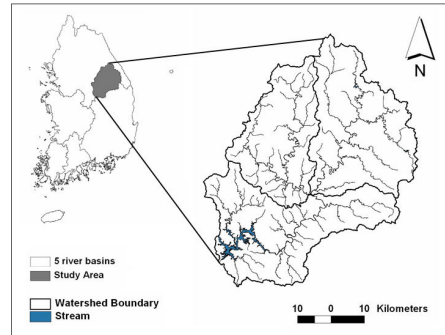 N
5 river basins
Study Area
Watershed Boundary
Stream
10 0 10 Kilometers